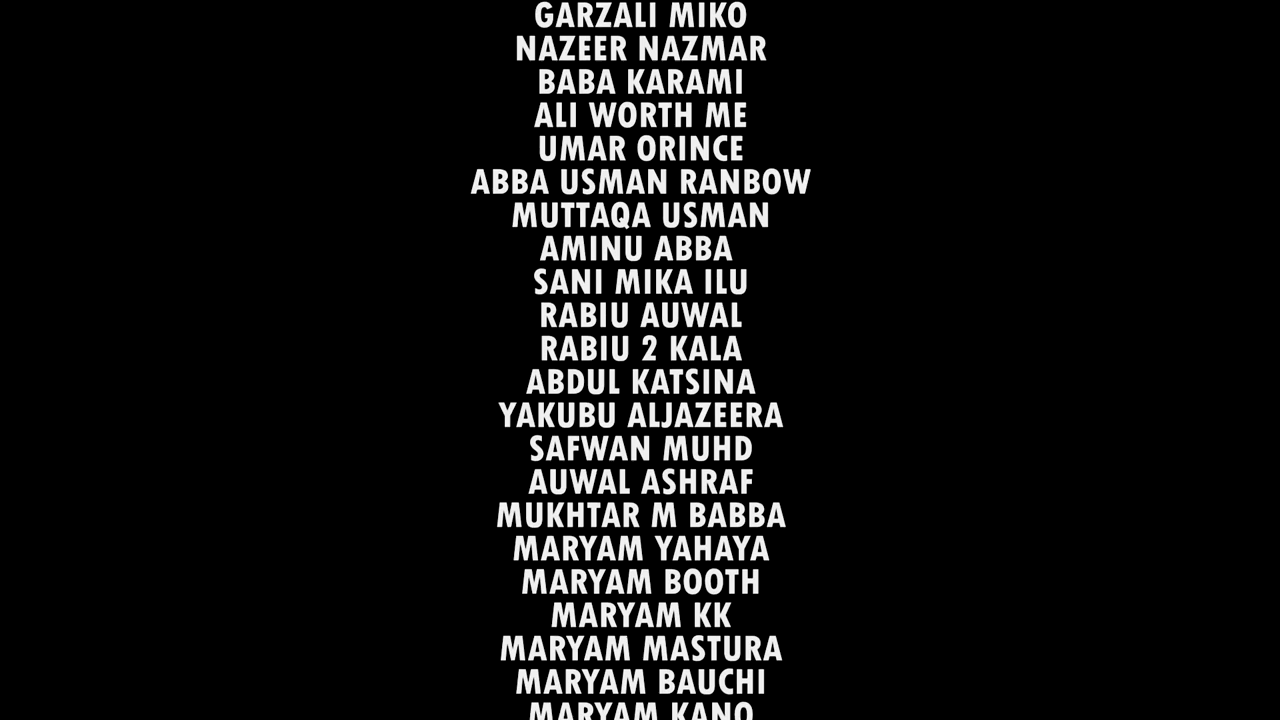 GARZALI MIKO
NAZEER NAZMAR
BABA KARAMI
ALI WORTH ME
UMAR ORINCE
ABBA USMAN RANBOW
MUTTAQA USMAN
AMINU ABBA
SANI MIKA ILU
RABIU AUWAL
RABIU 2 KALA
ABDUL KATSINA
YAKUBU ALJAZEERA
SAFWAN MUHD
AUWAL ASHRAF
MUKHTAR M BABBA
MARYAM YAHAYA
MARYAM BOOTH
MARYAM KK
MARYAM MASTURA
MARYAM BAUCHI
MARYAM KANO